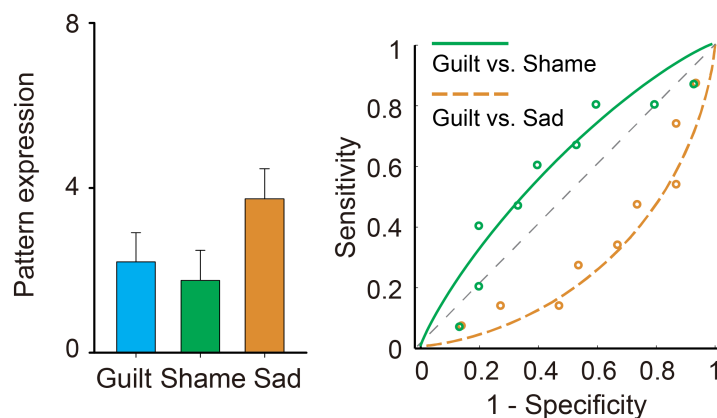 8
4
0
Pattern expression
Guilt Shame Sad
Guilt vs. Shame
Guilt vs. Sad
1
0.8
0.6
0.4
0.2
0
Sensitivity
0 0.2 0.4 0.6 0.8 1
1 - Specificity